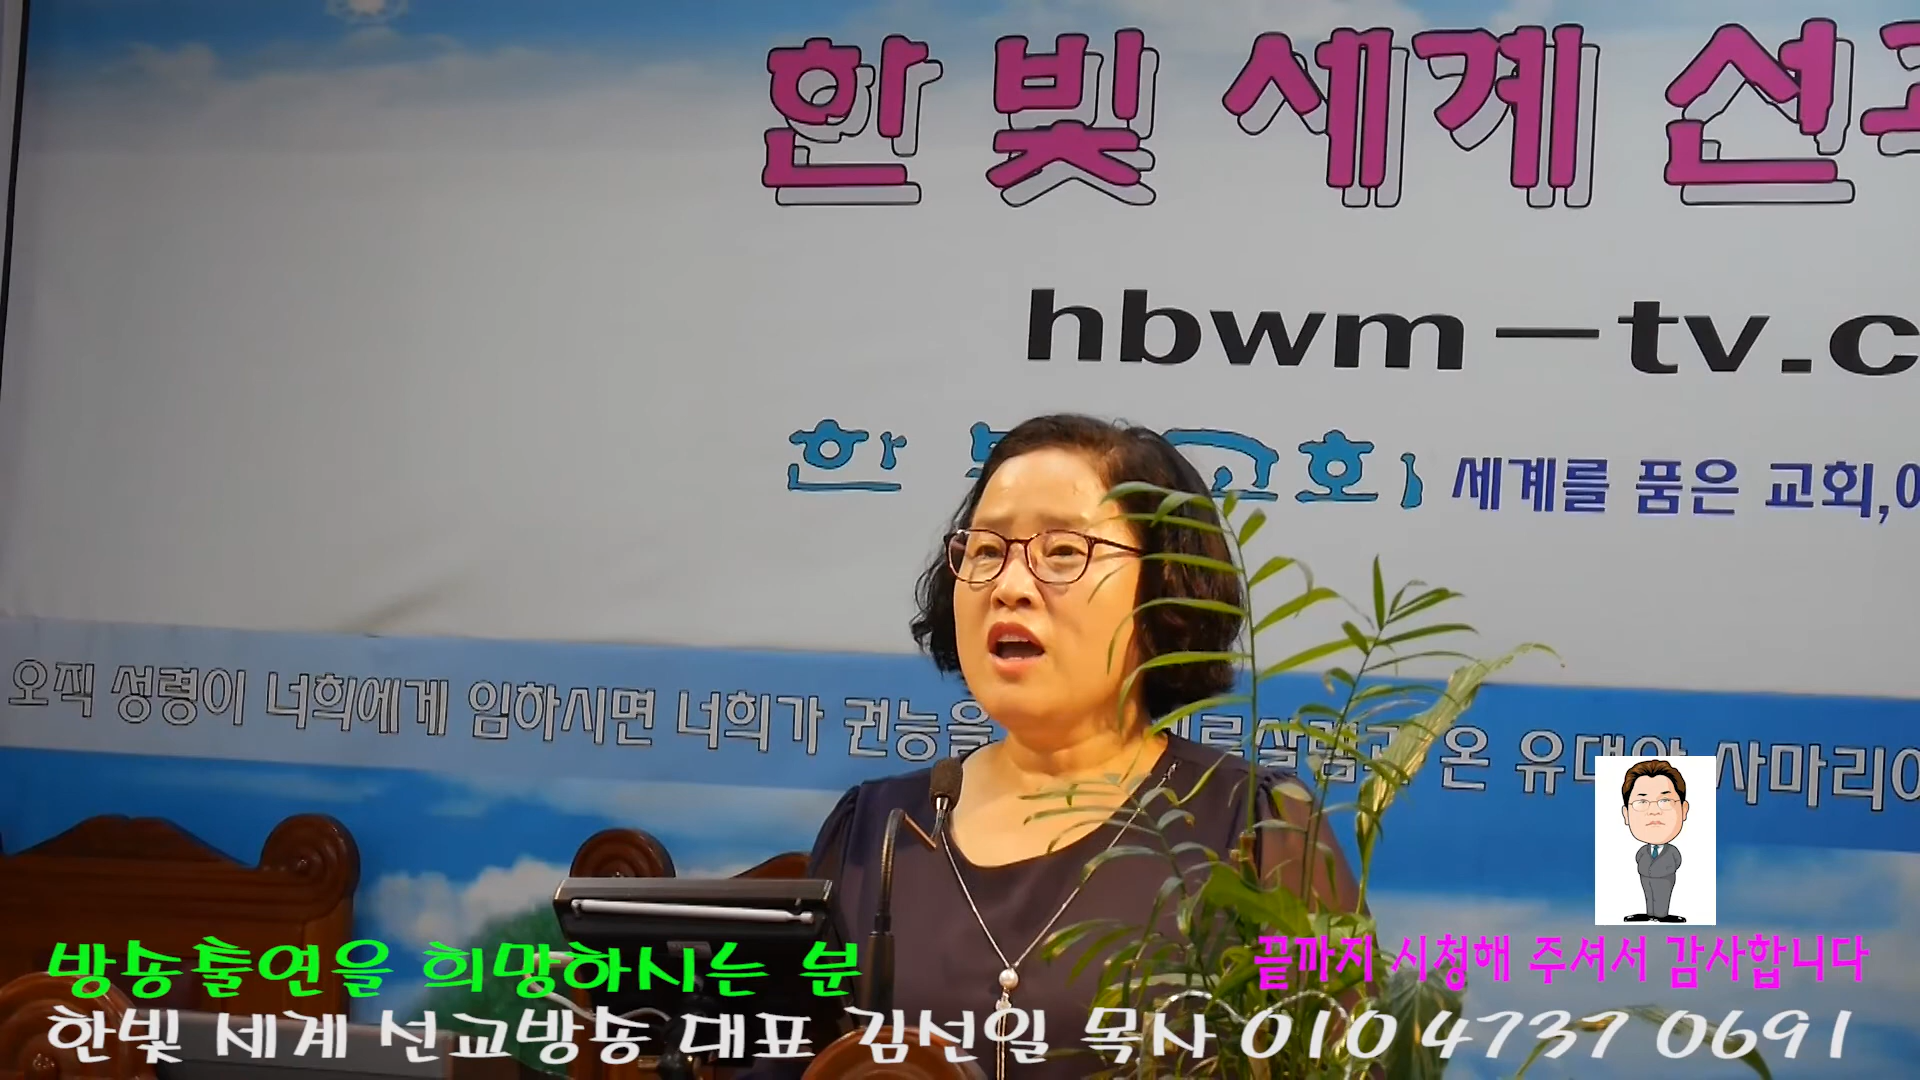 한빛 세계 선
hbwm-tv.c
한 교회 세계를 품은 교회,
오직 성령이 너희에게 임하시면 너희가 권능을 온 사마리아
끝까지 시청해 주셔서 감사합니다
방송출연을 희망하시는 분
한빛 세계 선교방송 대표 김선일 목사 010 4737 0691